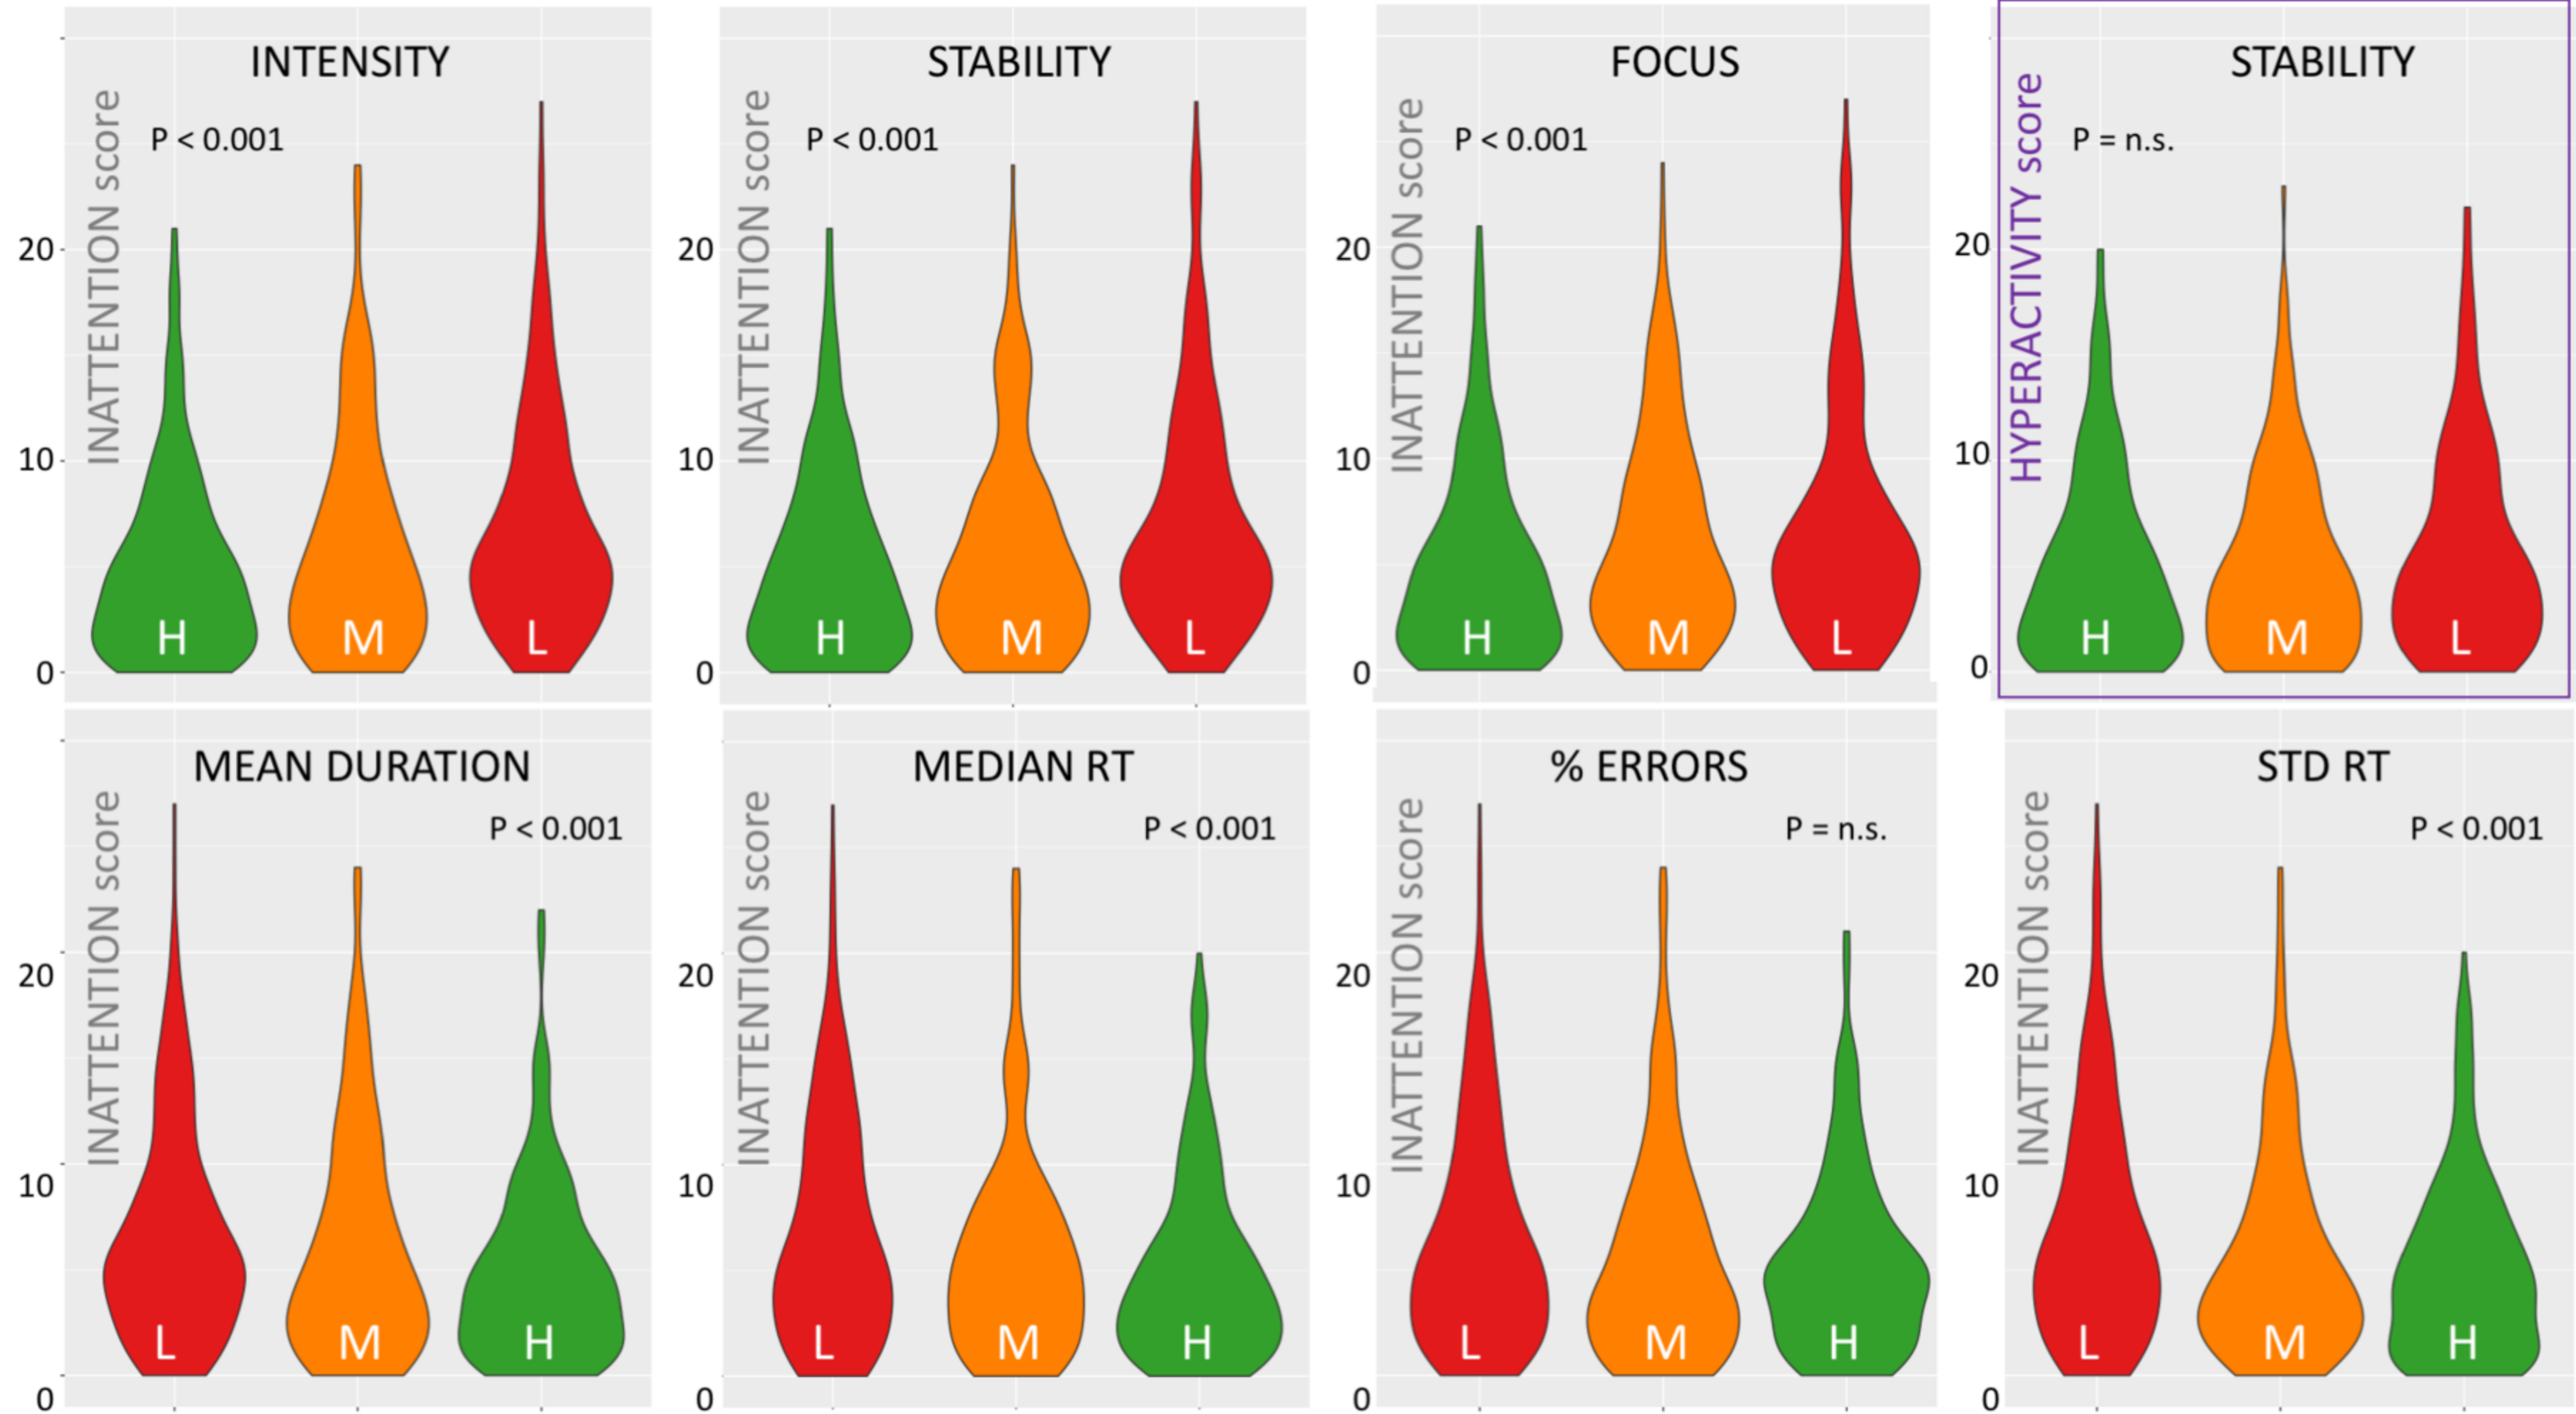 INTENSITY
INATTENTION score
P < 0.001
20
10
0
H
M
L
STABILITY
INATTENTION score
P < 0.001
20
10
0
H
M
L
FOCUS
INATTENTION score
P < 0.001
20
10
0
H
M
L
STABILITY
HYPERACTIVITY score
P = n.s.
20
10
0
H
M
L
MEAN DURATION
INATTENTION score
P < 0.001
20
10
0
L
M
H
MEDIAN RT
INATTENTION score
P < 0.001
20
10
0
L
M
H
% ERRORS
INATTENTION score
P = n.s.
20
10
0
L
M
H
STD RT
INATTENTION score
P < 0.001
20
10
0
L
M
H